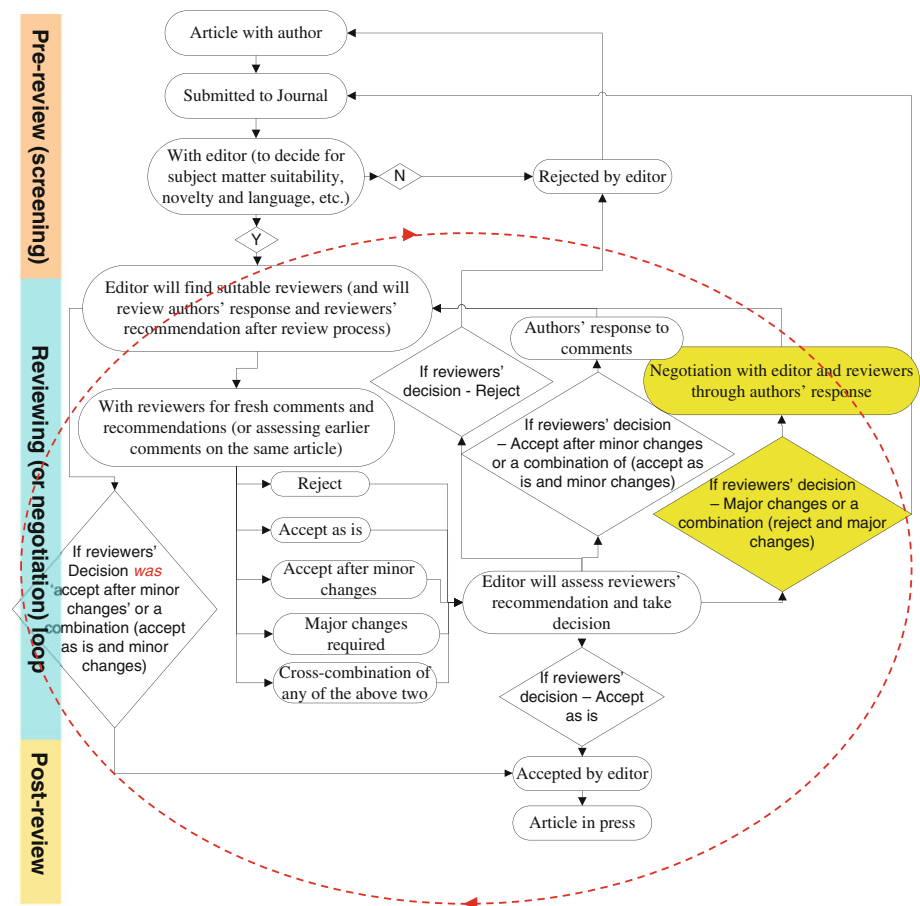 Pre-review (screening)
Reviewing (or negotiation) loop
Post-review
Article with author
Submitted to Journal
With editor (to decide for
subject matter suitability,
novelty and language, etc.)
N
Rejected by editor
Y
Editor will find suitable reviewers (and will
review authors’ response and reviewers’
recommendation after review process)
Authors’ response to
comments
If reviewers’
decision - Reject
Negotiation with editor and reviewers
through authors’ response
With reviewers for fresh comments and
recommendations (or assessing earlier
comments on the same article)
If reviewers’ decision
– Accept after minor changes
or a combination of (accept as
is and minor changes)
If reviewers’ decision
– Major changes or a
combination (reject and major
changes)
Reject
Accept as is
Accept after minor
changes
Major changes
required
Cross-combination of
any of the above two
If reviewers’
Decision was
‘accept after minor
changes’ or a
combination (accept
as is and minor
changes)
Editor will assess reviewers’
recommendation and take
decision
If reviewers’
decision – Accept
as is
Accepted by editor
Article in press